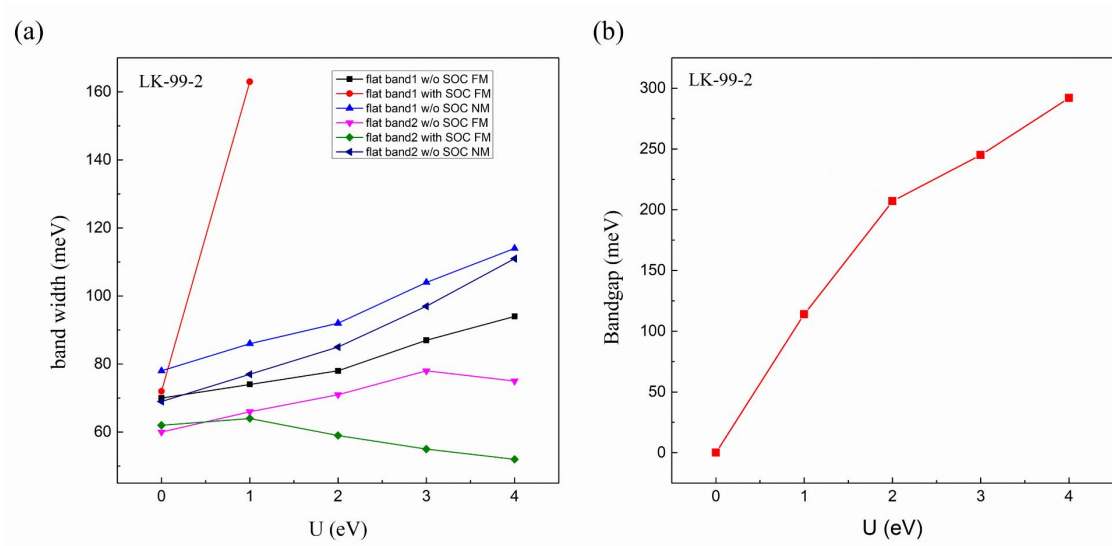 (a)
LK-99-2
flat band1 w/o SOC FM
flat band1 with SOC FM
flat band1 w/o SOC NM
flat band2 w/o SOC FM
flat band2 with SOC FM
flat band2 w/o SOC NM
160
140
120
100
80
60
band width (meV)
0 1 2 3 4
U (eV)
(b)
LK-99-2
300
250
200
150
100
50
0
Bandgap (meV)
0 1 2 3 4
U (eV)